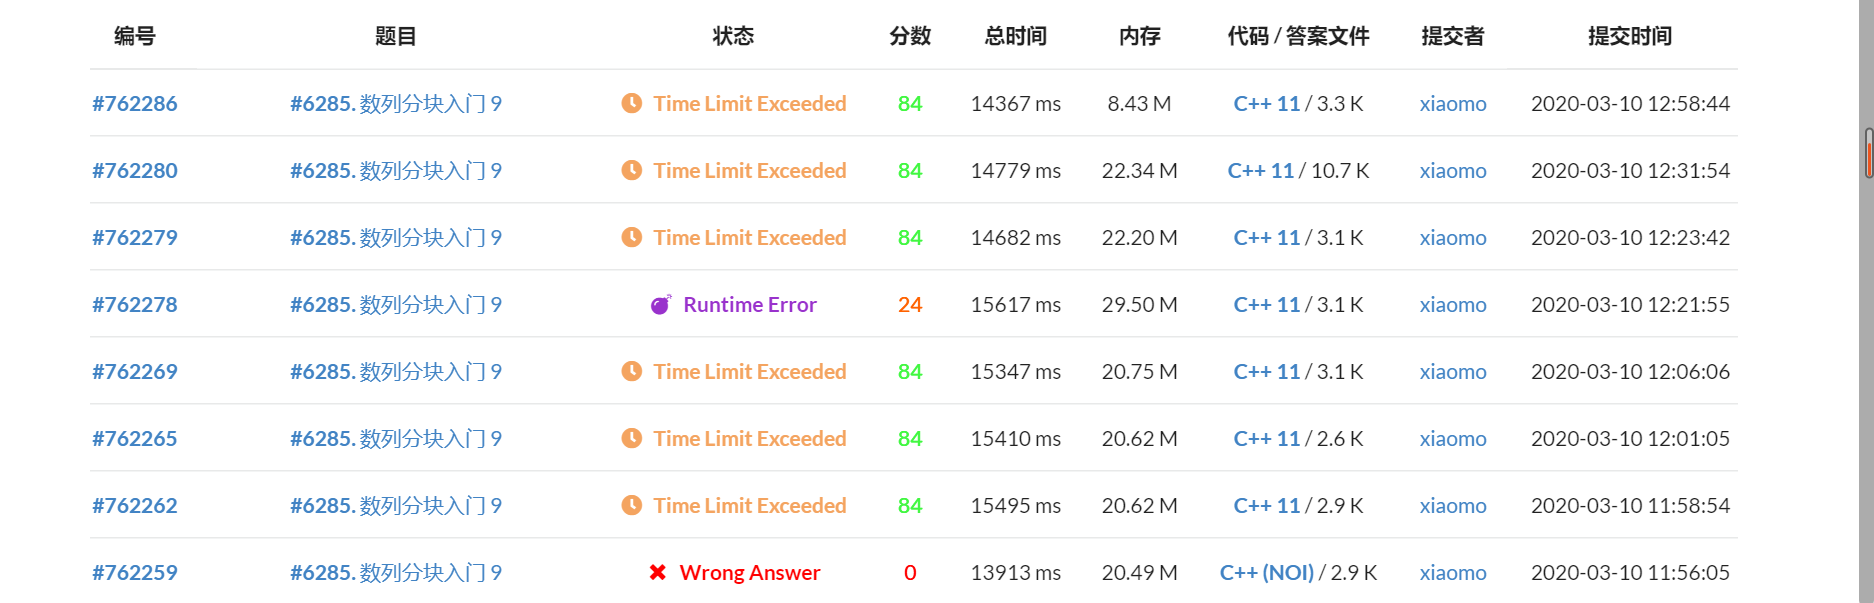 编号 题目 状态 分数 总时间 内存 代码 / 答案文件 提交者 提交时间
#762286 #6285. 数列分块入门 9 Time Limit Exceeded 84 14367 ms 8.43 M C++ 11 / 3.3 K xiaomo 2020-03-10 12:58:44
#762280 #6285. 数列分块入门 9 Time Limit Exceeded 84 14779 ms 22.34 M C++ 11 / 10.7 K xiaomo 2020-03-10 12:31:54
#762279 #6285. 数列分块入门 9 Time Limit Exceeded 84 14682 ms 22.20 M C++ 11 / 3.1 K xiaomo 2020-03-10 12:23:42
#762278 #6285. 数列分块入门 9 Runtime Error 24 15617 ms 29.50 M C++ 11 / 3.1 K xiaomo 2020-03-10 12:21:55
#762269 #6285. 数列分块入门 9 Time Limit Exceeded 84 15347 ms 20.75 M C++ 11 / 3.1 K xiaomo 2020-03-10 12:06:06
#762265 #6285. 数列分块入门 9 Time Limit Exceeded 84 15410 ms 20.62 M C++ 11 / 2.6 K xiaomo 2020-03-10 12:01:05
#762262 #6285. 数列分块入门 9 Time Limit Exceeded 84 15495 ms 20.62 M C++ 11 / 2.9 K xiaomo 2020-03-10 11:58:54
#762259 #6285. 数列分块入门 9 Wrong Answer 0 13913 ms 20.49 M C++ (NOI) / 2.9 K xiaomo 2020-03-10 11:56:05